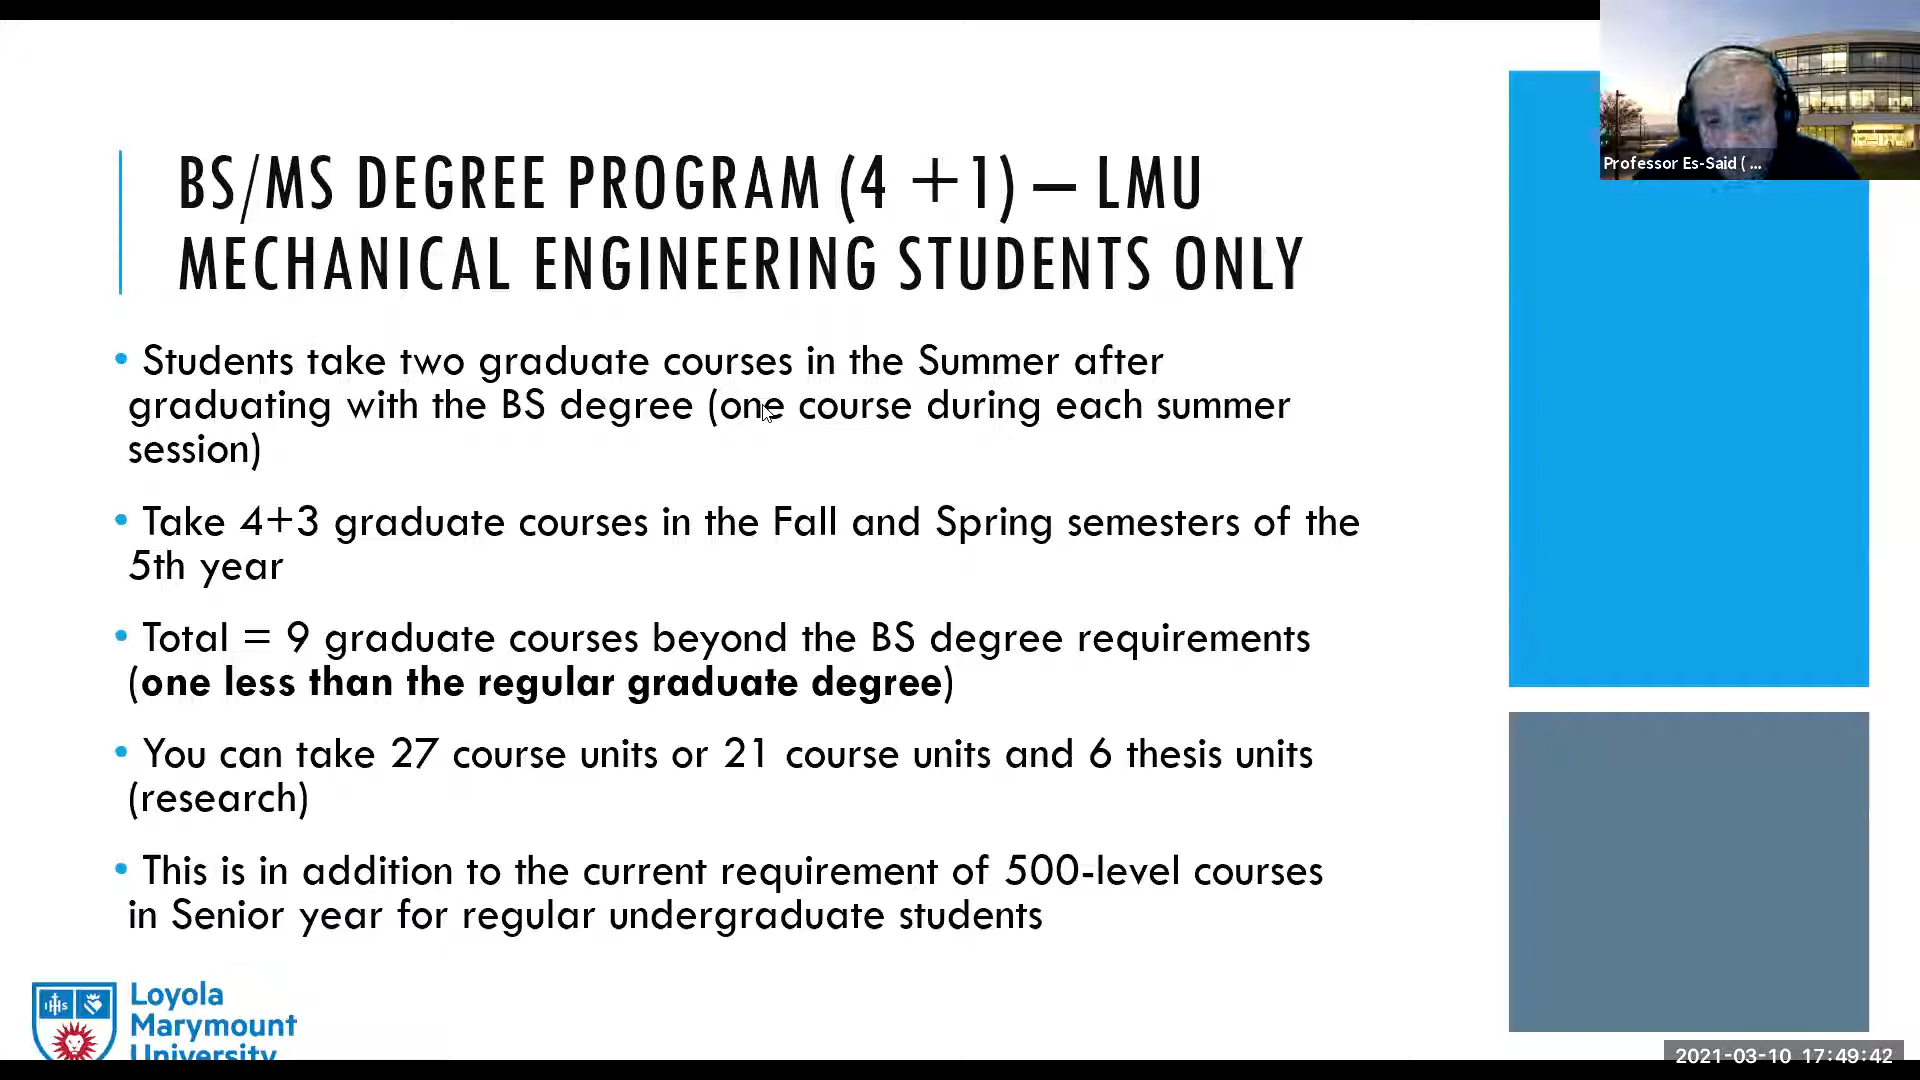 BS/MS DEGREE PROGRAM (4 +1) – LMU
MECHANICAL ENGINEERING STUDENTS ONLY
Professor Es-Said ( ...
• Students take two graduate courses in the Summer after
graduating with the BS degree (one course during each summer
session)
• Take 4+3 graduate courses in the Fall and Spring semesters of the
5th year
• Total = 9 graduate courses beyond the BS degree requirements
(one less than the regular graduate degree)
• You can take 27 course units or 21 course units and 6 thesis units
(research)
• This is in addition to the current requirement of 500-level courses
in Senior year for regular undergraduate students
IHS
Loyola
Marymount
University
2021-03-10 17:49:42